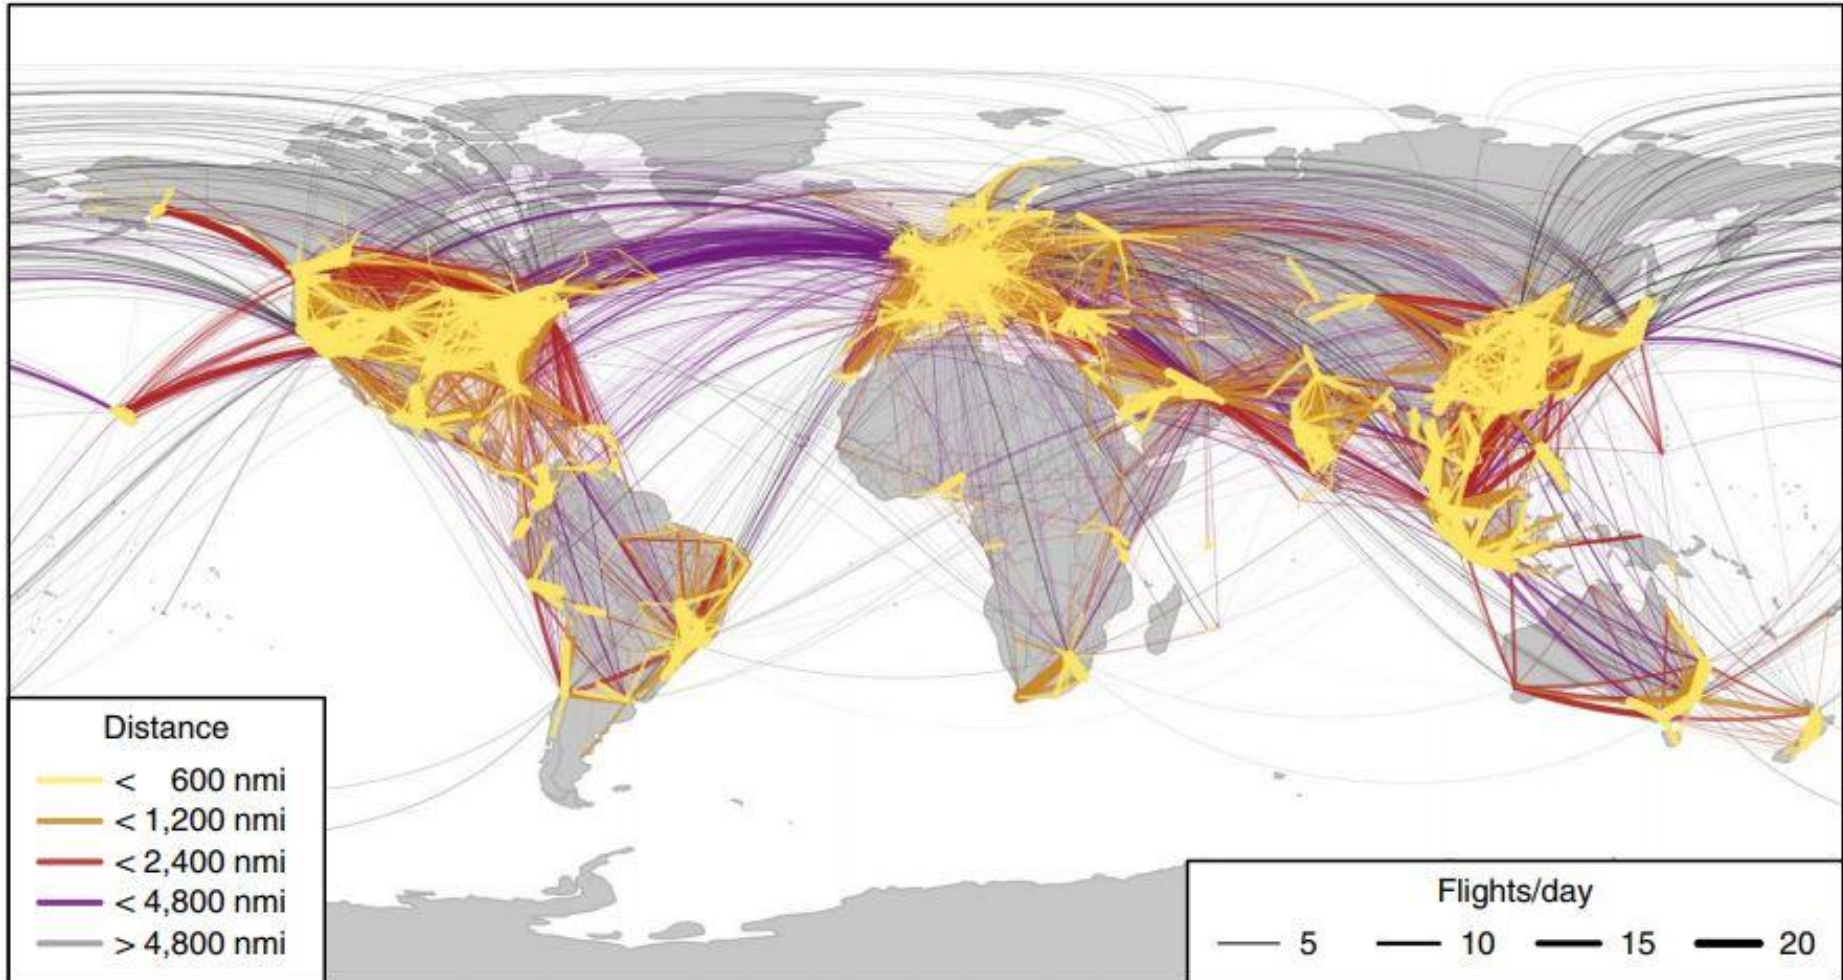 Distance
< 600 nmi
< 1,200 nmi
< 2,400 nmi
< 4,800 nmi
> 4,800 nmi
Flights/day
5 10 15 20